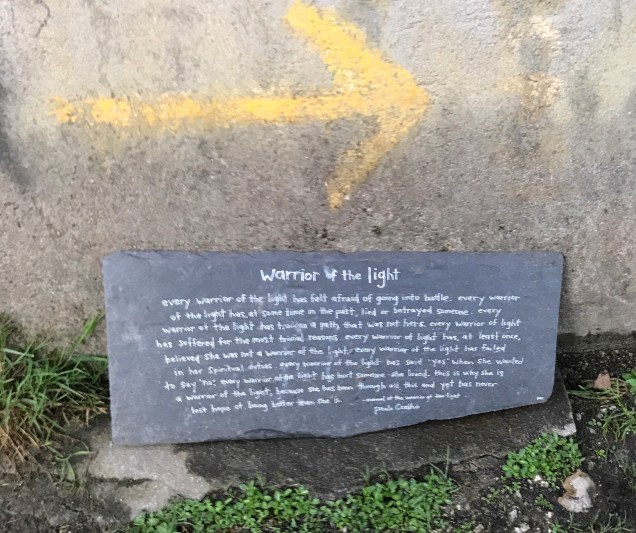 warrior of the light
every warrior of the light has felt afraid of going into battle. every warrior
of the light has, at some time in the past, lied or betrayed someone. every
warrior of the light has a path that was not hers. every warrior of light
has suffered for the most trivial reasons. every warrior of light has, at least once,
believed she was not a warrior of the light. every warrior of the light has failed
in her spiritual duties. every warrior of the light has said "yes" when she wanted
to say "no." every warrior of the light has hurt someone she loved. this is why she is
a warrior of the light, because she has been through all this and yet has never
lost hope of being better than she is. manual of the warrior of the light
paulo Coelho